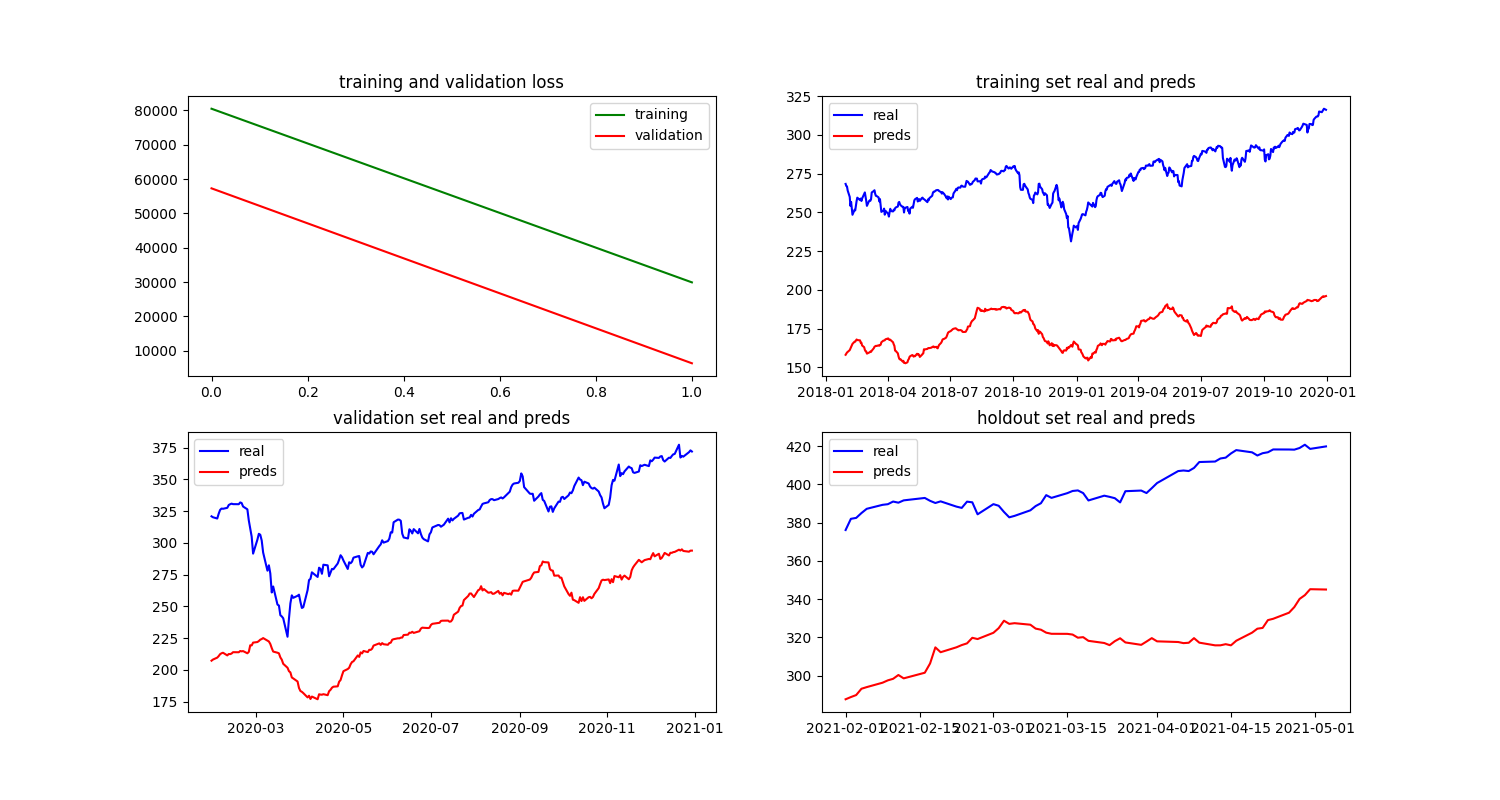 training and validation loss
training
validation
80000
70000
60000
50000
40000
30000
20000
10000
0.0 0.2 0.4 0.6 0.8 1.0
training set real and preds
real
preds
325
300
275
250
225
200
175
150
2018-01 2018-04 2018-07 2018-10 2019-01 2019-04 2019-07 2019-10 2020-01
validation set real and preds
real
preds
375
350
325
300
275
250
225
200
175
2020-03 2020-05 2020-07 2020-09 2020-11 2021-01
holdout set real and preds
real
preds
420
400
380
360
340
320
300
2021-02-01 2021-02-15 2021-03-01 2021-03-15 2021-04-01 2021-04-15 2021-05-01